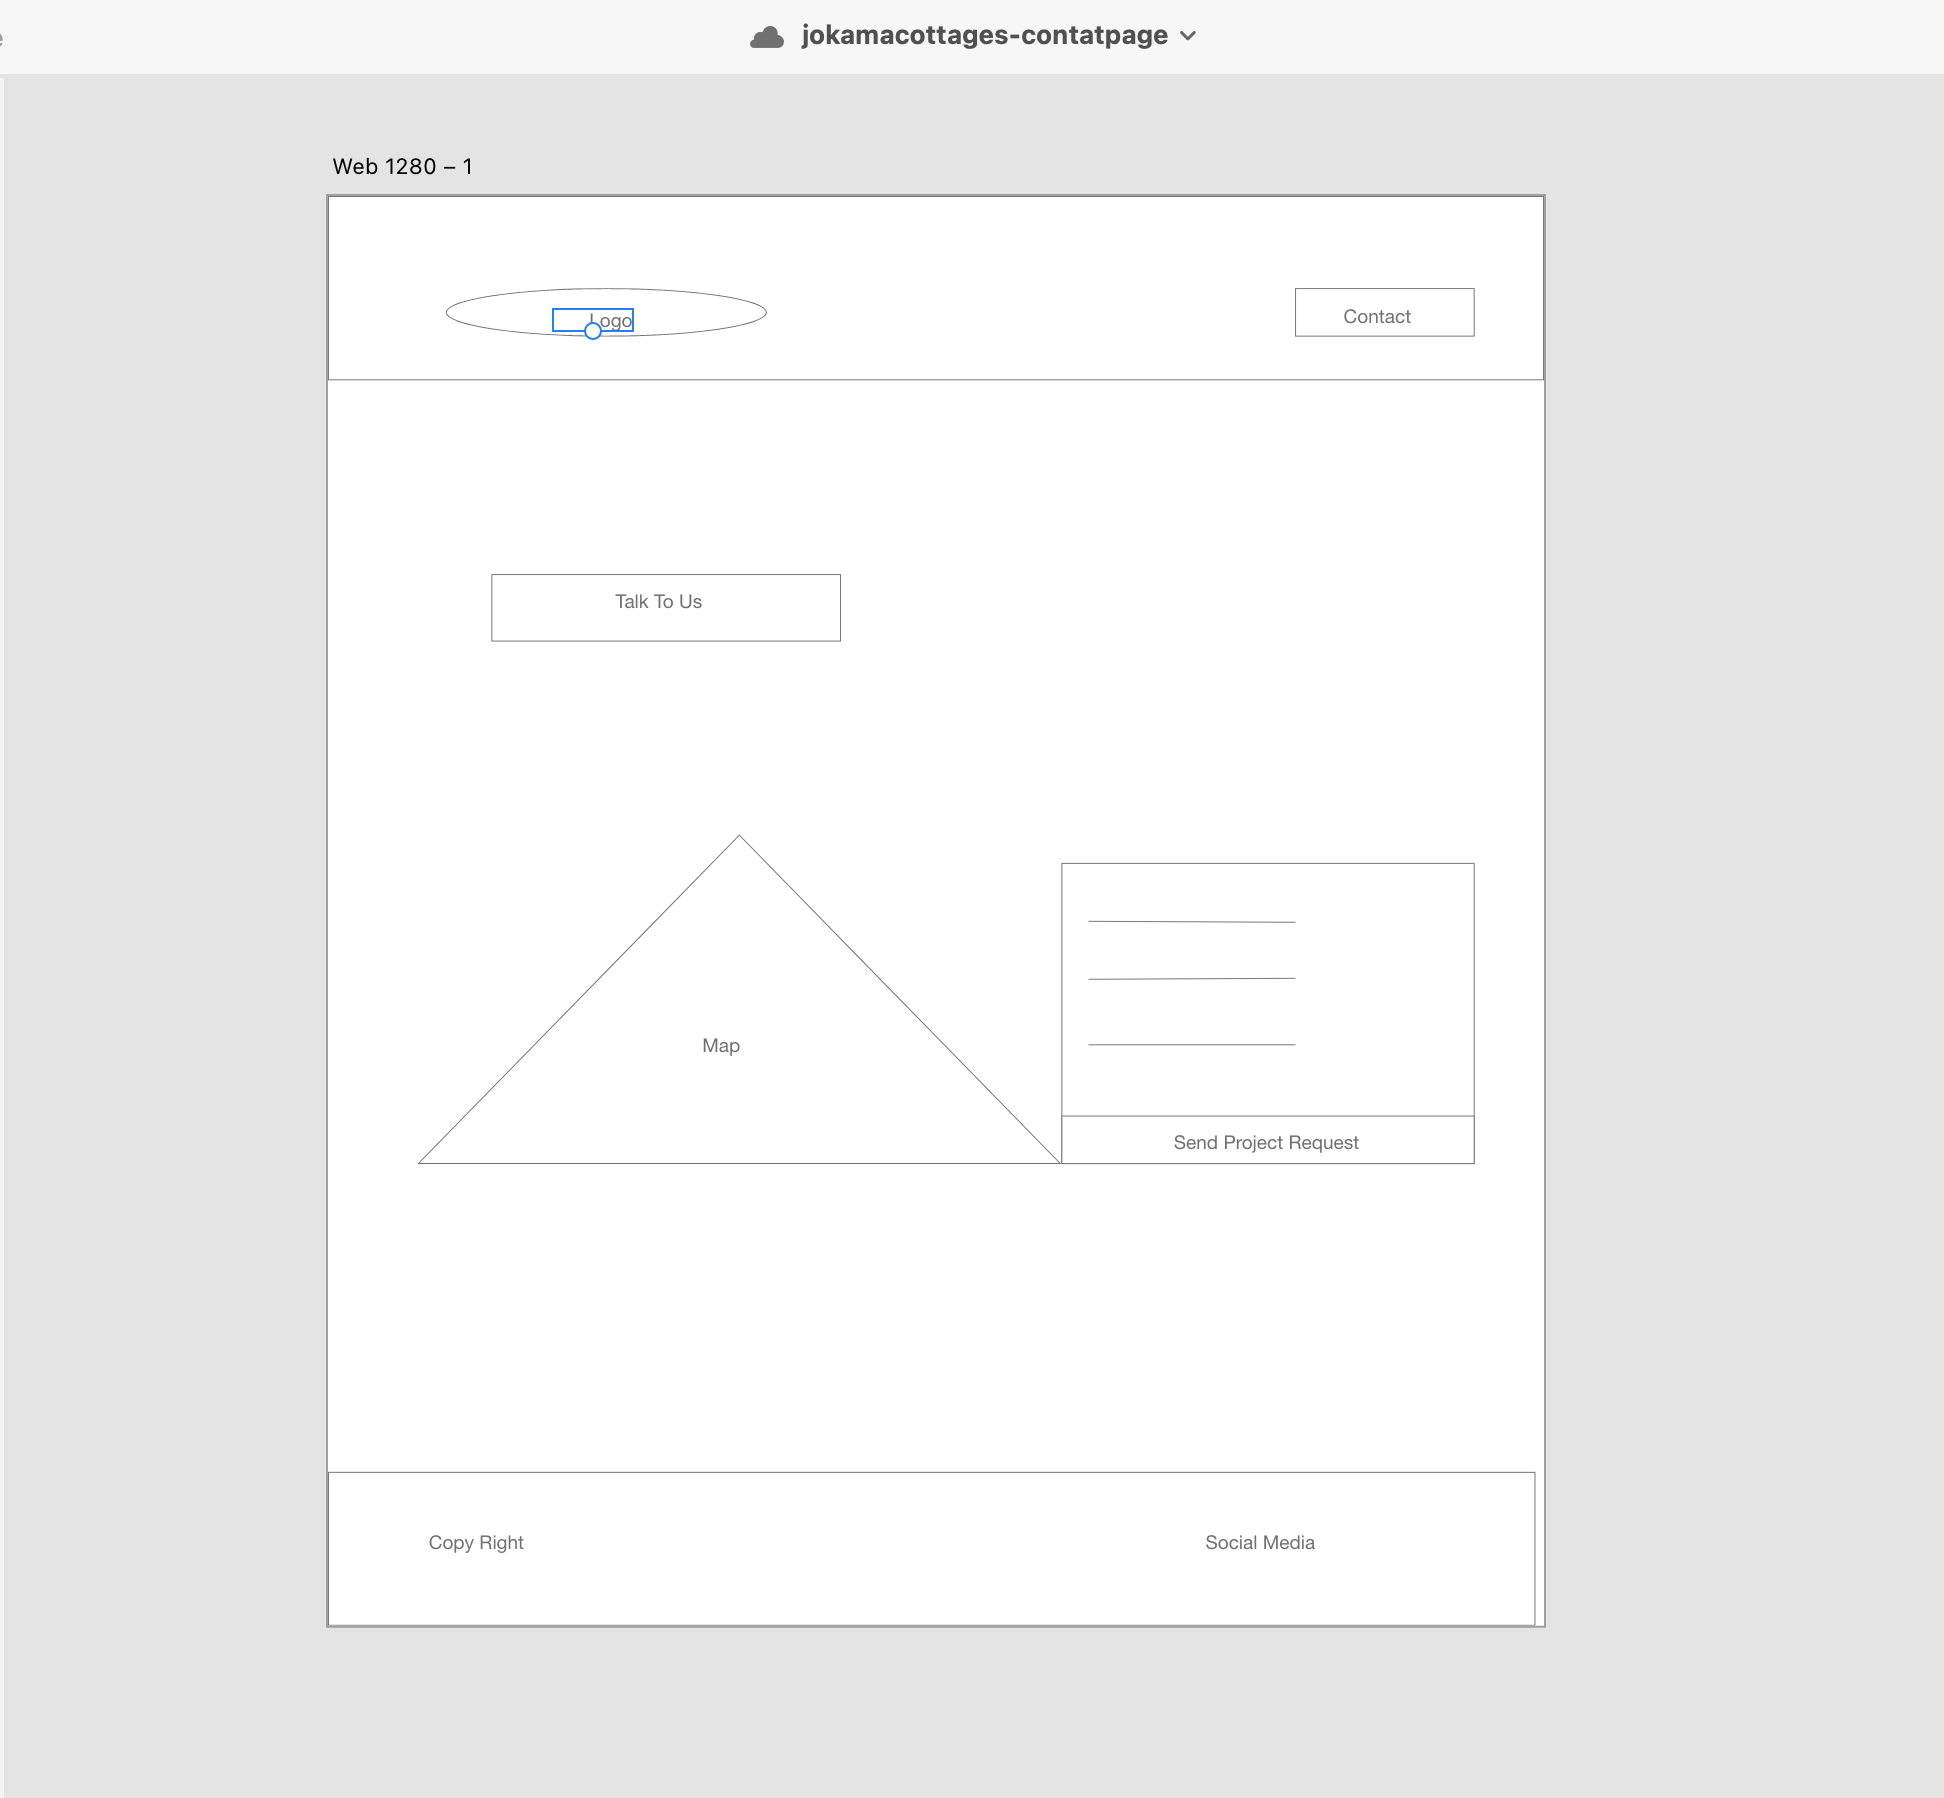 jokamacottages-contatpage
Web 1280 – 1
Logo
Contact
Talk To Us
Map
Send Project Request
Copy Right
Social Media